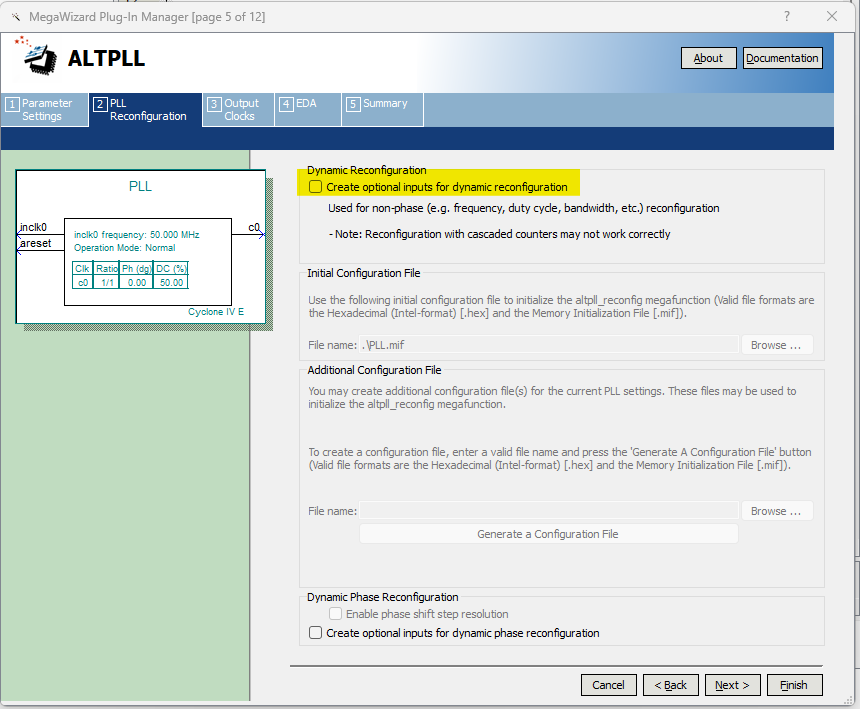 MegaWizard Plug-In Manager [page 5 of 12]
?
ALTPLL
About
Documentation
1 Parameter
Settings
2 PLL
Reconfiguration
3 Output
Clocks
4 EDA
5 Summary
PLL
inclk0
areset
c0
inclk0 frequency: 50.000 MHz
Operation Mode: Normal
Clk Ratio Ph (dg) DC (%)
c0 1/1 0.00 50.00
Cyclone IV E
Dynamic Reconfiguration
Create optional inputs for dynamic reconfiguration
Used for non-phase (e.g. frequency, duty cycle, bandwidth, etc.) reconfiguration
- Note: Reconfiguration with cascaded counters may not work correctly
Initial Configuration File
Use the following initial configuration file to initialize the altpll_reconfig megafunction (Valid file formats are
the Hexadecimal (Intel-format) [.hex] and the Memory Initialization File [.mif]).
File name: .\PLL.mif
Browse ...
Additional Configuration File
You may create additional configuration file(s) for the current PLL settings. These files may be used to
initialize the altpll_reconfig megafunction.
To create a configuration file, enter a valid file name and press the 'Generate A Configuration File' button
(Valid file formats are the Hexadecimal (Intel-format) [.hex] and the Memory Initialization File [.mif]).
File name:
Browse ...
Generate a Configuration File
Dynamic Phase Reconfiguration
Enable phase shift step resolution
Create optional inputs for dynamic phase reconfiguration
Cancel
< Back
Next >
Finish